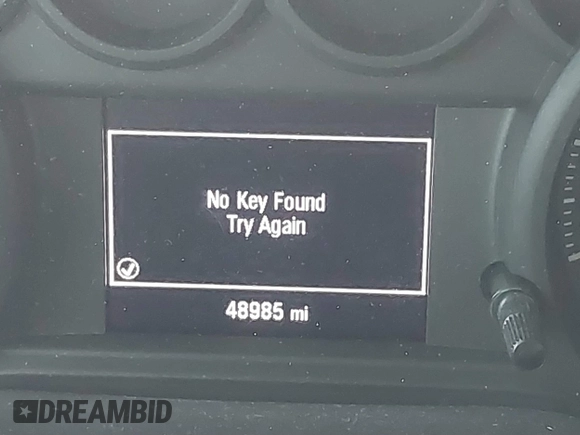 No Key Found
Try Again
48985 mi
DREAMBID